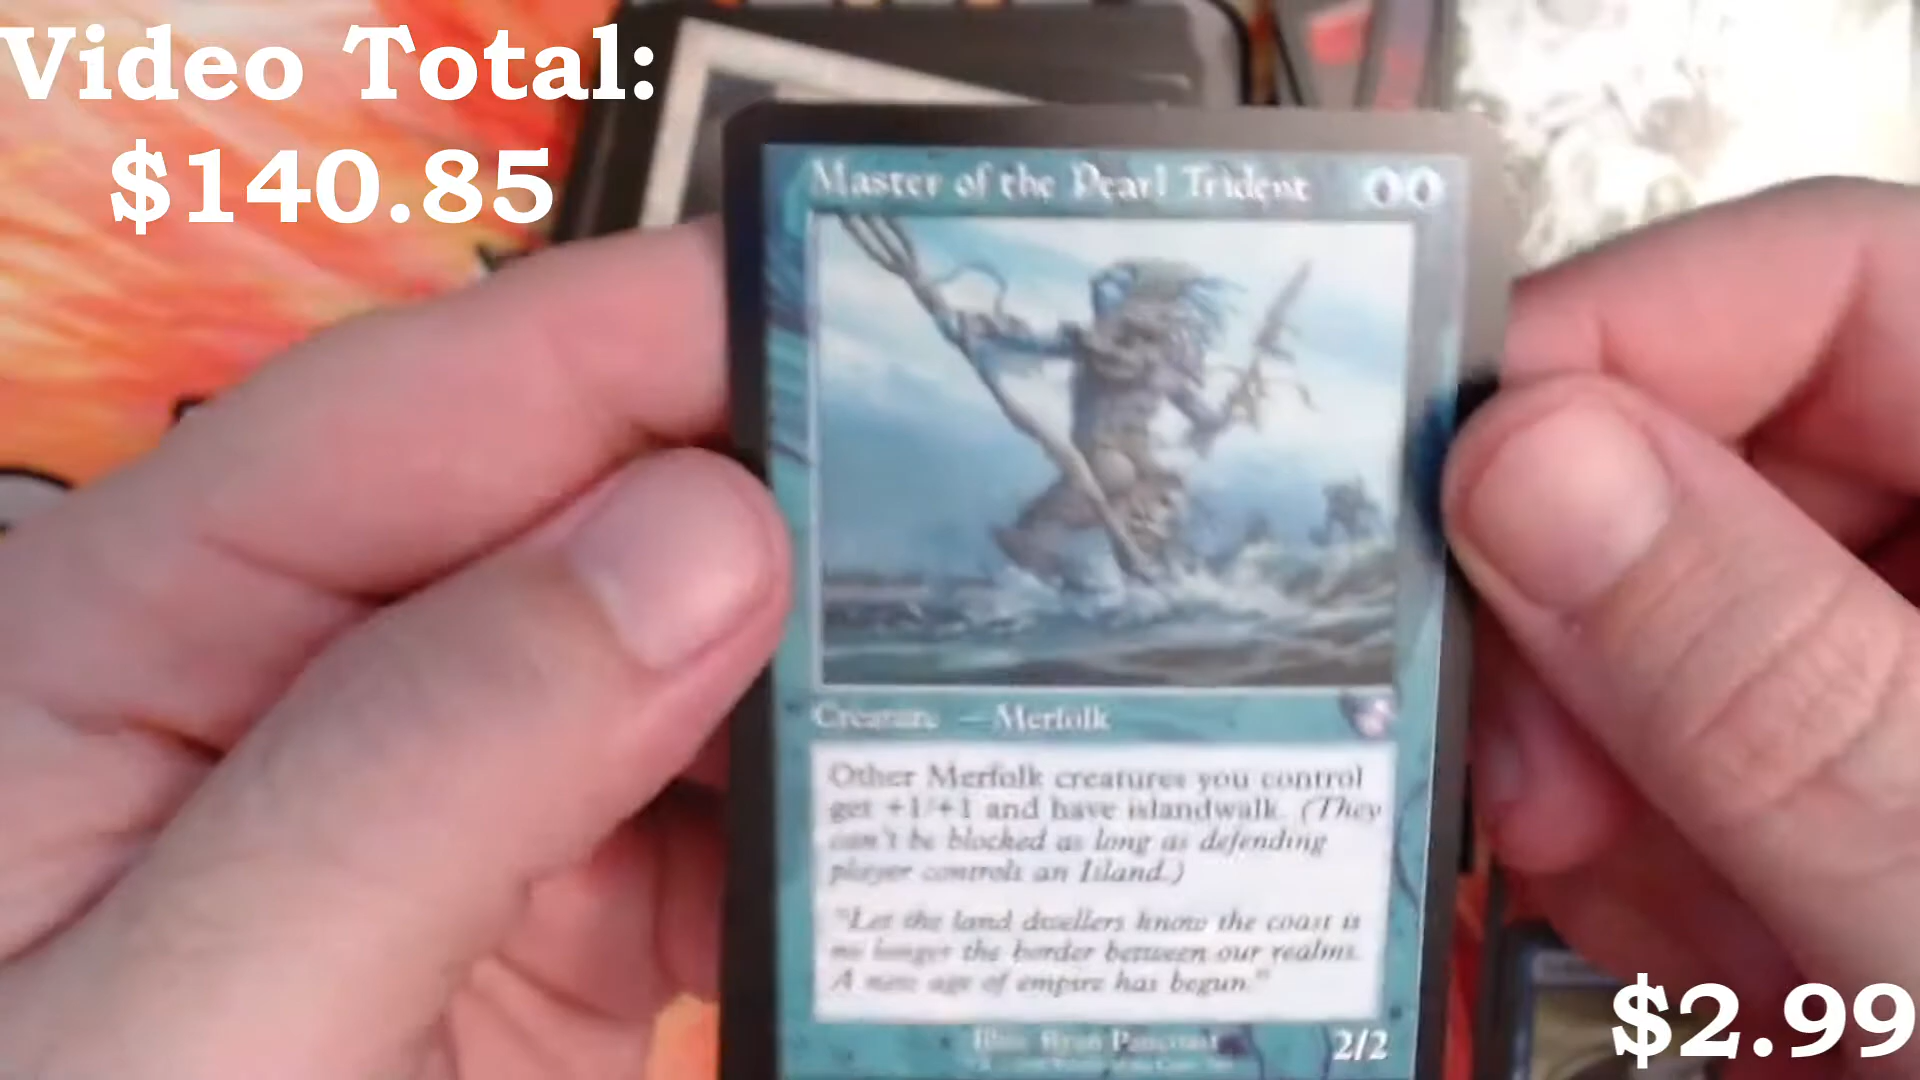 Video Total:
$140.85
Master of the Pearl Trident
Creature — Merfolk
Other Merfolk creatures you control
get +1/+1 and have islandwalk. (They
can't be blocked as long as defending
player controls an Island.)
"Let the land dwellers know the coast is
no longer the border between our realms.
A new age of empire has begun."
Illus. Ryan Pancoast
2/2
$2.99